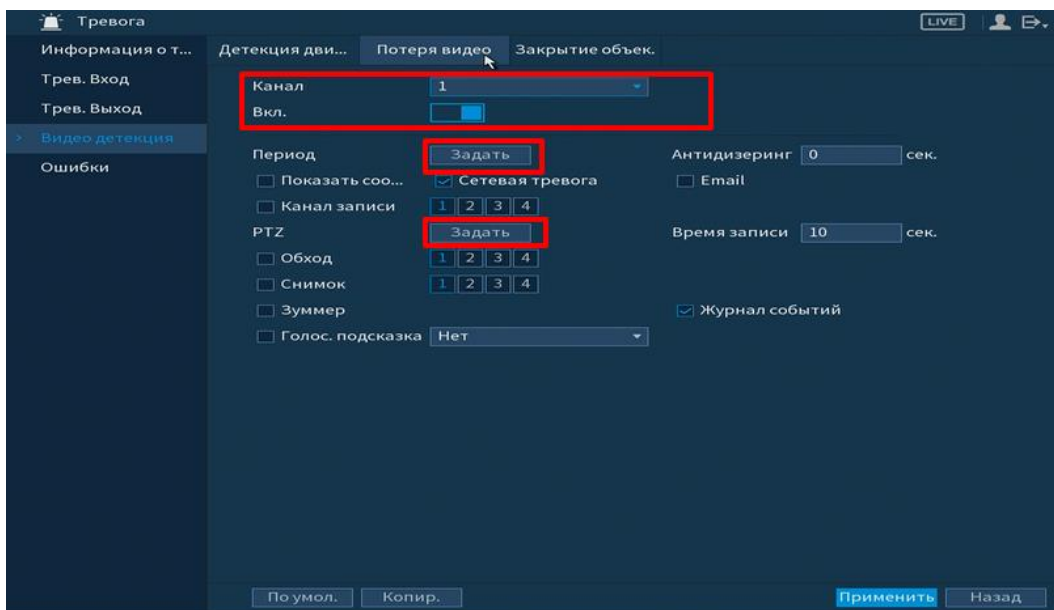 Тревога LIVE
Информация о т... Детекция дви... Потеря видео Закрытие объек.
Трев. Вход
Трев. Выход
Видео детекция
Ошибки
Канал 1
Вкл.
Период Задать Антидизеринг 0 сек.
Показать соо... Сетевая тревога Email
Канал записи 1 2 3 4
PTZ Задать Время записи 10 сек.
Обход 1 2 3 4
Снимок 1 2 3 4
Зуммер Журнал событий
Голос. подсказка Нет
По умол. Копир. Применить Назад